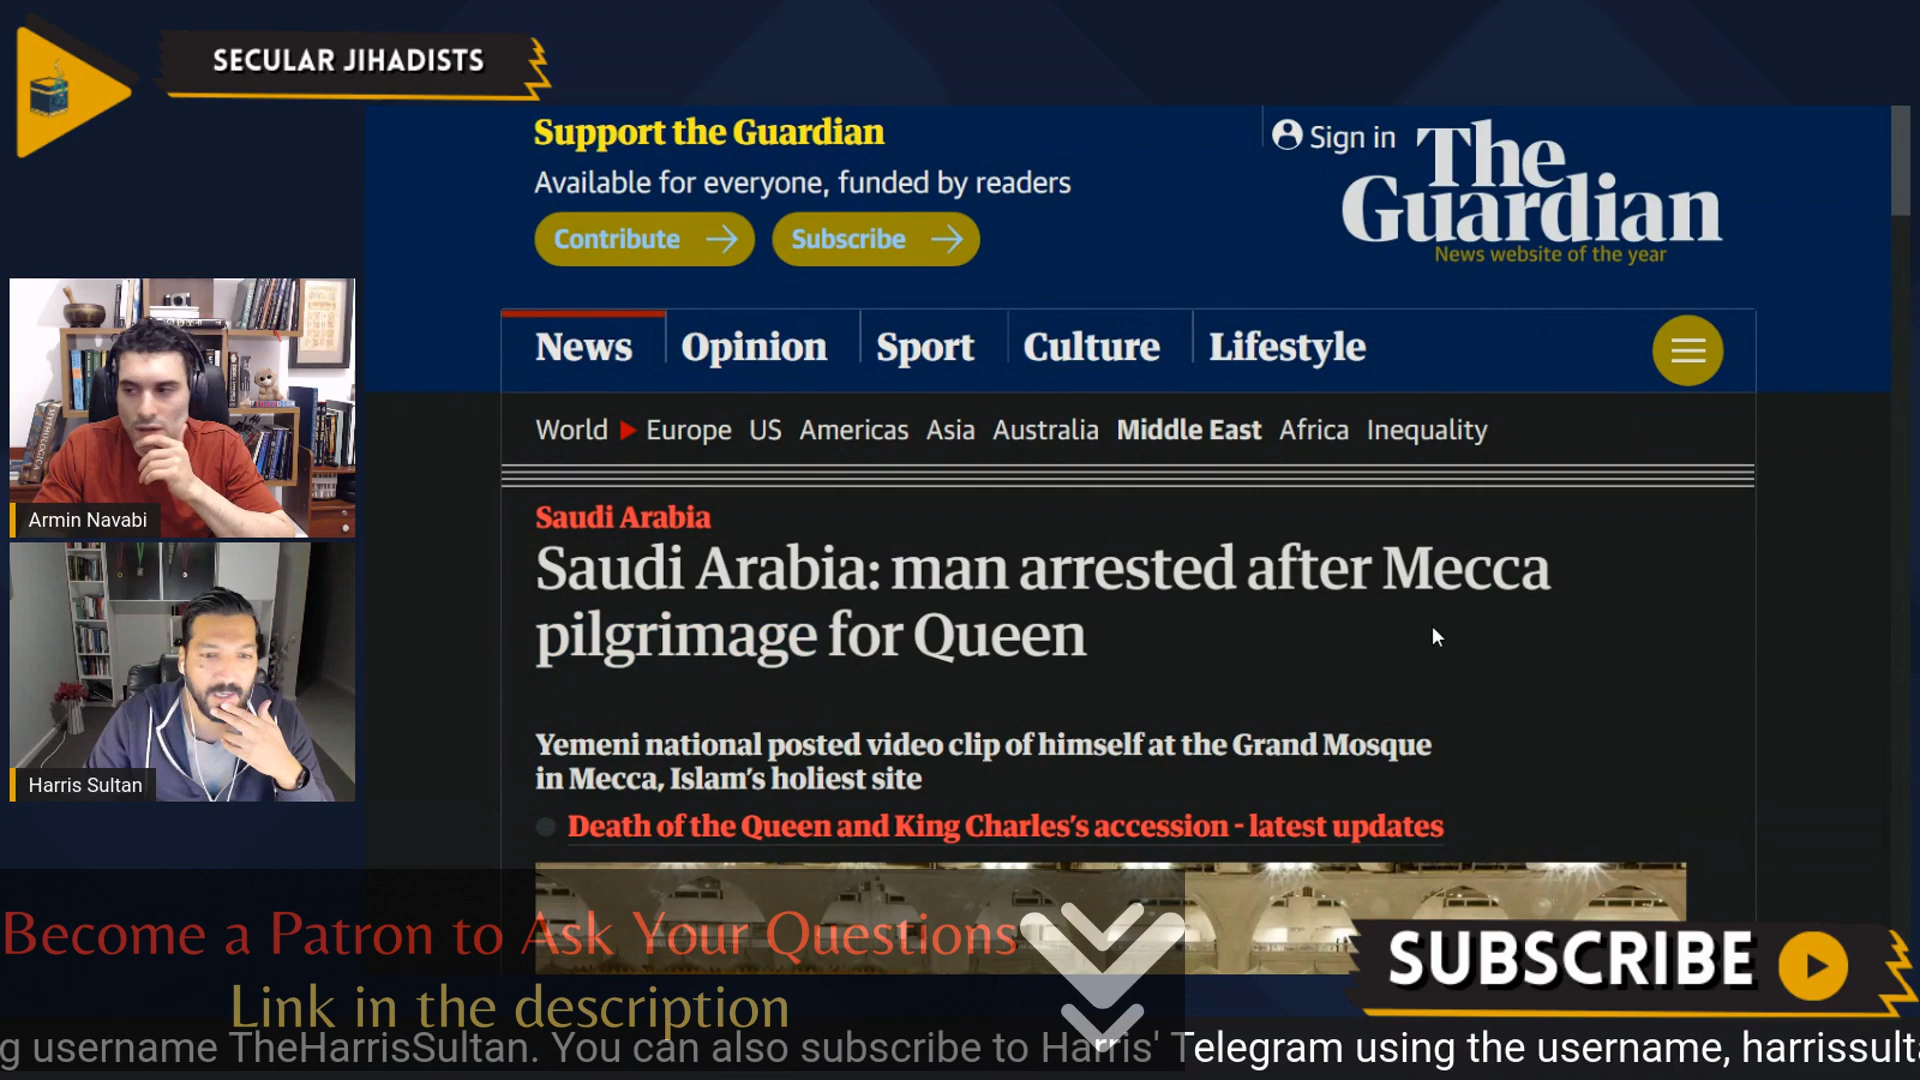 SECULAR JIHADISTS
Support the Guardian
Available for everyone, funded by readers
Contribute
Subscribe
Sign in
The
Guardian
News website of the year
News Opinion Sport Culture Lifestyle
World Europe US Americas Asia Australia Middle East Africa Inequality
Saudi Arabia
Saudi Arabia: man arrested after Mecca
pilgrimage for Queen
Yemeni national posted video clip of himself at the Grand Mosque
in Mecca, Islam's holiest site
Death of the Queen and King Charles's accession - latest updates
MYTHOLOGICA
Armin Navabi
Harris Sultan
Become a Patron to Ask Your Questions
Link in the description
SUBSCRIBE
g username TheHarrisSultan. You can also subscribe to Harris' Telegram using the username, harrissulta